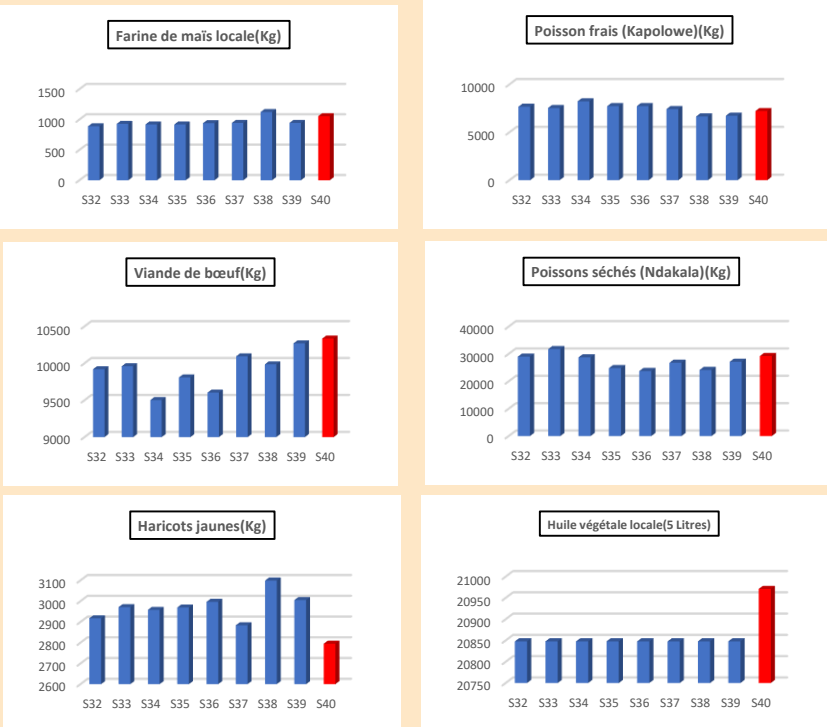 Farine de maïs locale(Kg)
1500
1000
500
0
S32 S33 S34 S35 S36 S37 S38 S39 S40
Poisson frais (Kapolowe)(Kg)
10000
5000
0
S32 S33 S34 S35 S36 S37 S38 S39 S40
Viande de bœuf(Kg)
10500
10000
9500
9000
S32 S33 S34 S35 S36 S37 S38 S39 S40
Poissons séchés (Ndakala)(Kg)
40000
30000
20000
10000
0
S32 S33 S34 S35 S36 S37 S38 S39 S40
Haricots jaunes(Kg)
3100
3000
2900
2800
2700
2600
S32 S33 S34 S35 S36 S37 S38 S39 S40
Huile végétale locale(5 Litres)
21000
20950
20900
20850
20800
20750
S32 S33 S34 S35 S36 S37 S38 S39 S40